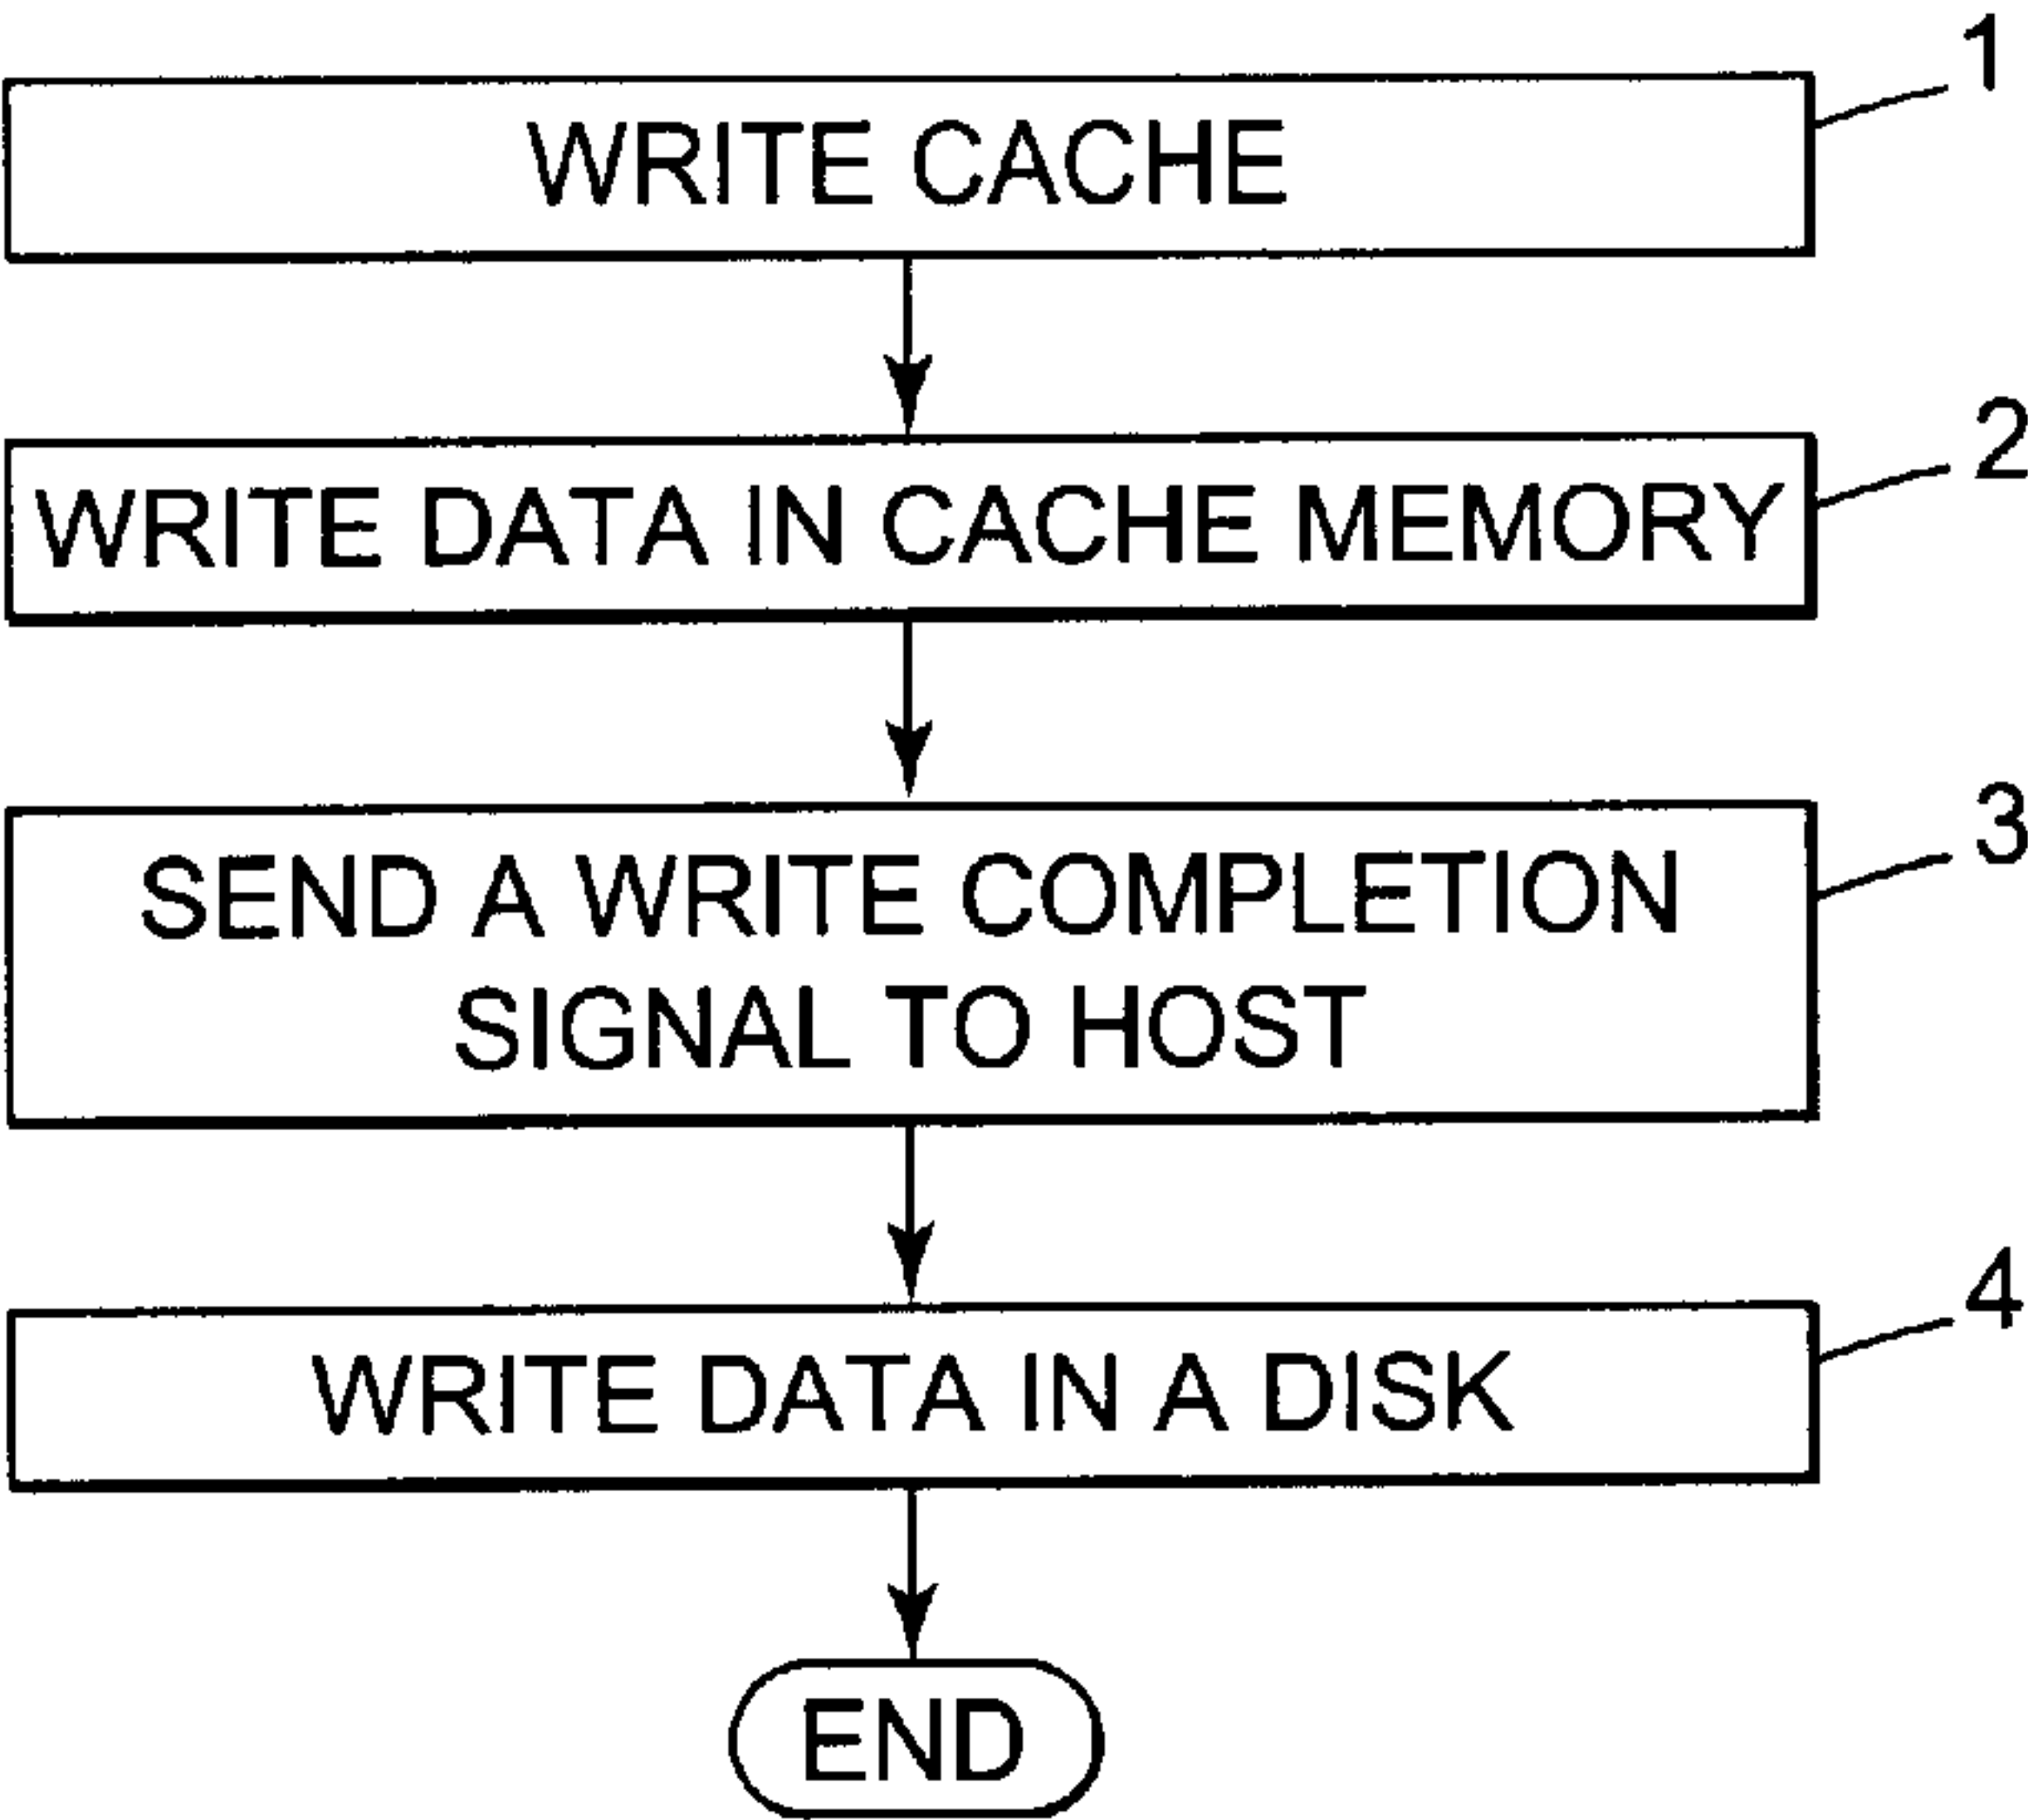 1
WRITE CACHE
2
WRITE DATA IN CACHE MEMORY
3
SEND A WRITE COMPLETION
SIGNAL TO HOST
4
WRITE DATA IN A DISK
END